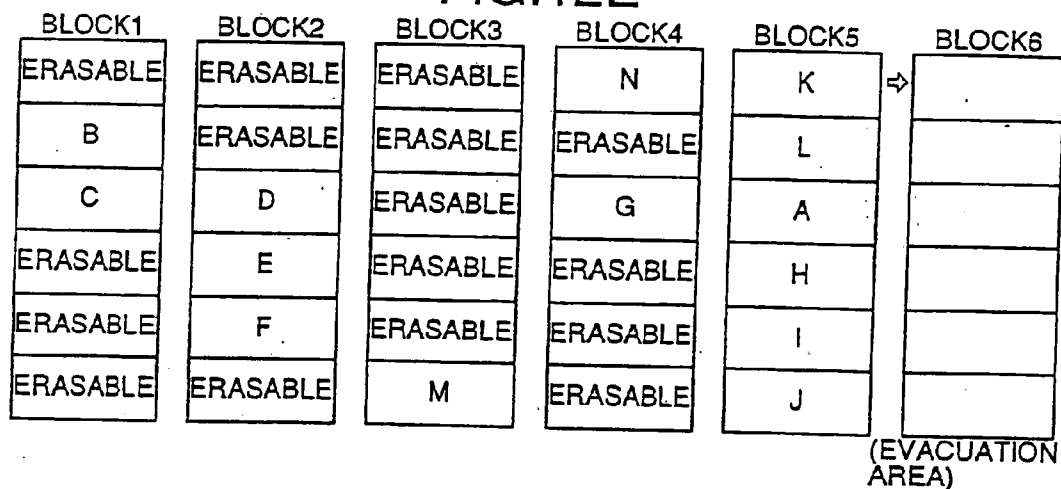 BLOCK1 BLOCK2 BLOCK3 BLOCK4 BLOCK5 BLOCK6
ERASABLE ERASABLE ERASABLE N K ⇨
B ERASABLE ERASABLE ERASABLE L
C D ERASABLE G A
ERASABLE E ERASABLE ERASABLE H
ERASABLE F ERASABLE ERASABLE I
ERASABLE ERASABLE M ERASABLE J
(EVACUATION
AREA)